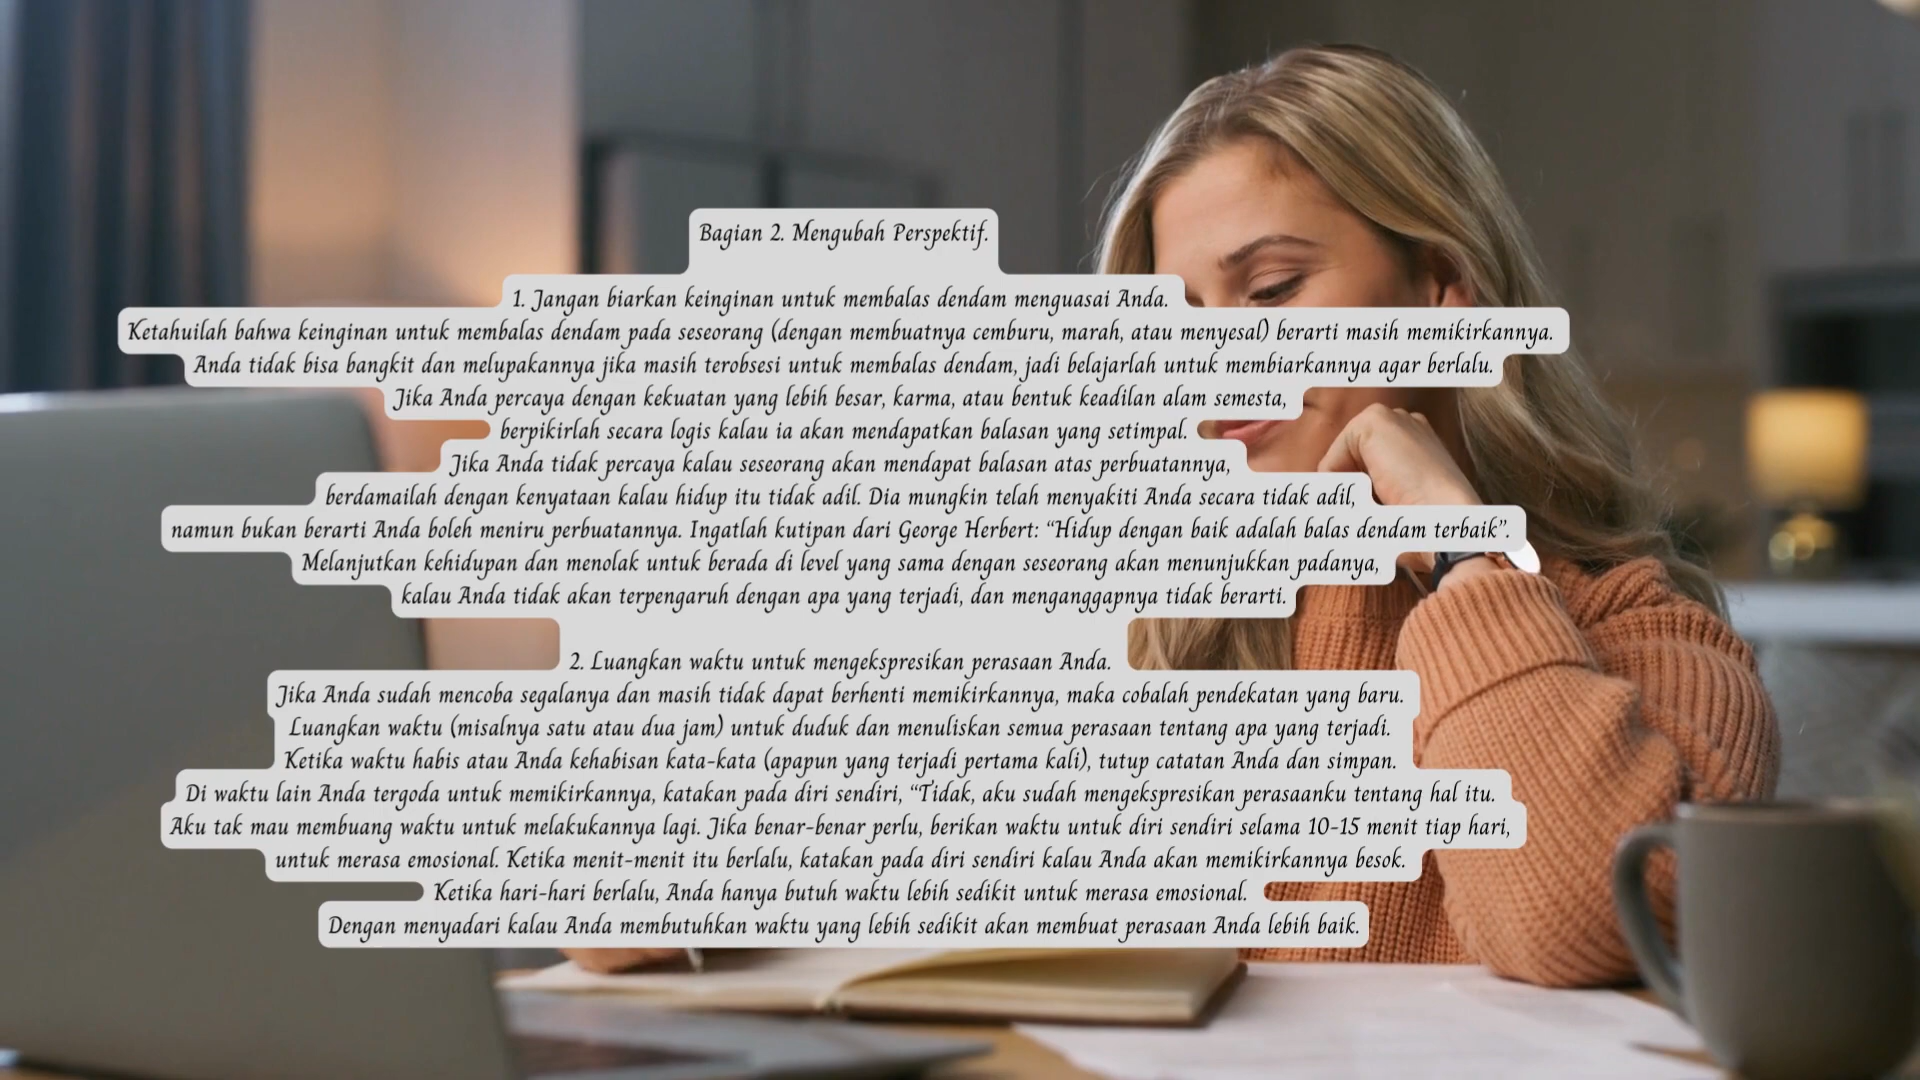 Bagian 2. Mengubah Perspektif.
1. Jangan biarkan keinginan untuk membalas dendam menguasai Anda.
Ketahuilah bahwa keinginan untuk membalas dendam pada seseorang (dengan membuatnya cemburu, marah, atau menyesal) berarti masih memikirkannya.
Anda tidak bisa bangkit dan melupakannya jika masih terobsesi untuk membalas dendam, jadi belajarlah untuk membiarkannya agar berlalu.
Jika Anda percaya dengan kekuatan yang lebih besar, karma, atau bentuk keadilan alam semesta,
berpikirlah secara logis kalau ia akan mendapatkan balasan yang setimpal.
Jika Anda tidak percaya kalau seseorang akan mendapat balasan atas perbuatannya,
berdamailah dengan kenyataan kalau hidup itu tidak adil. Dia mungkin telah menyakiti Anda secara tidak adil,
namun bukan berarti Anda boleh meniru perbuatannya. Ingatlah kutipan dari George Herbert: “Hidup dengan baik adalah balas dendam terbaik”.
Melanjutkan kehidupan dan menolak untuk berada di level yang sama dengan seseorang akan menunjukkan padanya,
kalau Anda tidak akan terpengaruh dengan apa yang terjadi, dan menganggapnya tidak berarti.
2. Luangkan waktu untuk mengekspresikan perasaan Anda.
Jika Anda sudah mencoba segalanya dan masih tidak dapat berhenti memikirkannya, maka cobalah pendekatan yang baru.
Luangkan waktu (misalnya satu atau dua jam) untuk duduk dan menuliskan semua perasaan tentang apa yang terjadi.
Ketika waktu habis atau Anda kehabisan kata-kata (apapun yang terjadi pertama kali), tutup catatan Anda dan simpan.
Di waktu lain Anda tergoda untuk memikirkannya, katakan pada diri sendiri, “Tidak, aku sudah mengekspresikan perasaanku tentang hal itu.
Aku tak mau membuang waktu untuk melakukannya lagi. Jika benar-benar perlu, berikan waktu untuk diri sendiri selama 10-15 menit tiap hari,
untuk merasa emosional. Ketika menit-menit itu berlalu, katakan pada diri sendiri kalau Anda akan memikirkannya besok.
Ketika hari-hari berlalu, Anda hanya butuh waktu lebih sedikit untuk merasa emosional.
Dengan menyadari kalau Anda membutuhkan waktu yang lebih sedikit akan membuat perasaan Anda lebih baik.